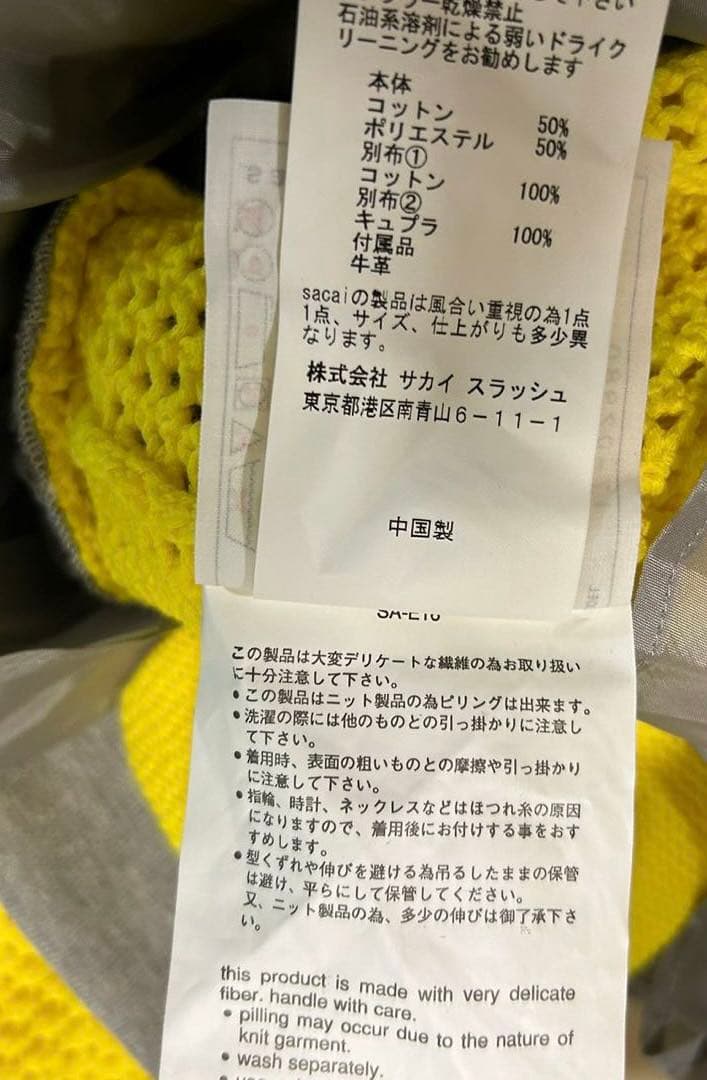 乾燥禁止
石油系溶剤による弱いドライク
リーニングをお勧めします
本体
コットン 50%
ポリエステル 50%
別布①
コットン 100%
別布②
キュプラ 100%
付属品
牛革
sacaiの製品は風合い重視の為1点
1点、サイズ、仕上がりも多少異
なります。
株式会社 サカイ スラッシュ
東京都港区南青山6-11-1
中国製
この製品は大変デリケートな繊維の為お取り扱い
に十分注意して下さい。
●この製品はニット製品の為ピリングは出来ます。
●洗濯の際には他のものどの引っ掛かりに注意し
て下さい。
●着用時、表面の粗いものとの摩擦や引っ掛かり
に注意して下さい。
●指輪、時計、ネックレスなどはほつれ糸の原因
になりますので、着用後にお付けする事をおす
すめします。
●型くずれや伸びを避ける為吊るしたままの保管
は避け、平らにして保管してください。
又、ニット製品の為、多少の伸びは御了承下さ
い。
this product is made with very delicate
fiber. handle with care.
• pilling may occur due to the nature of
knit garment.
• wash separately.